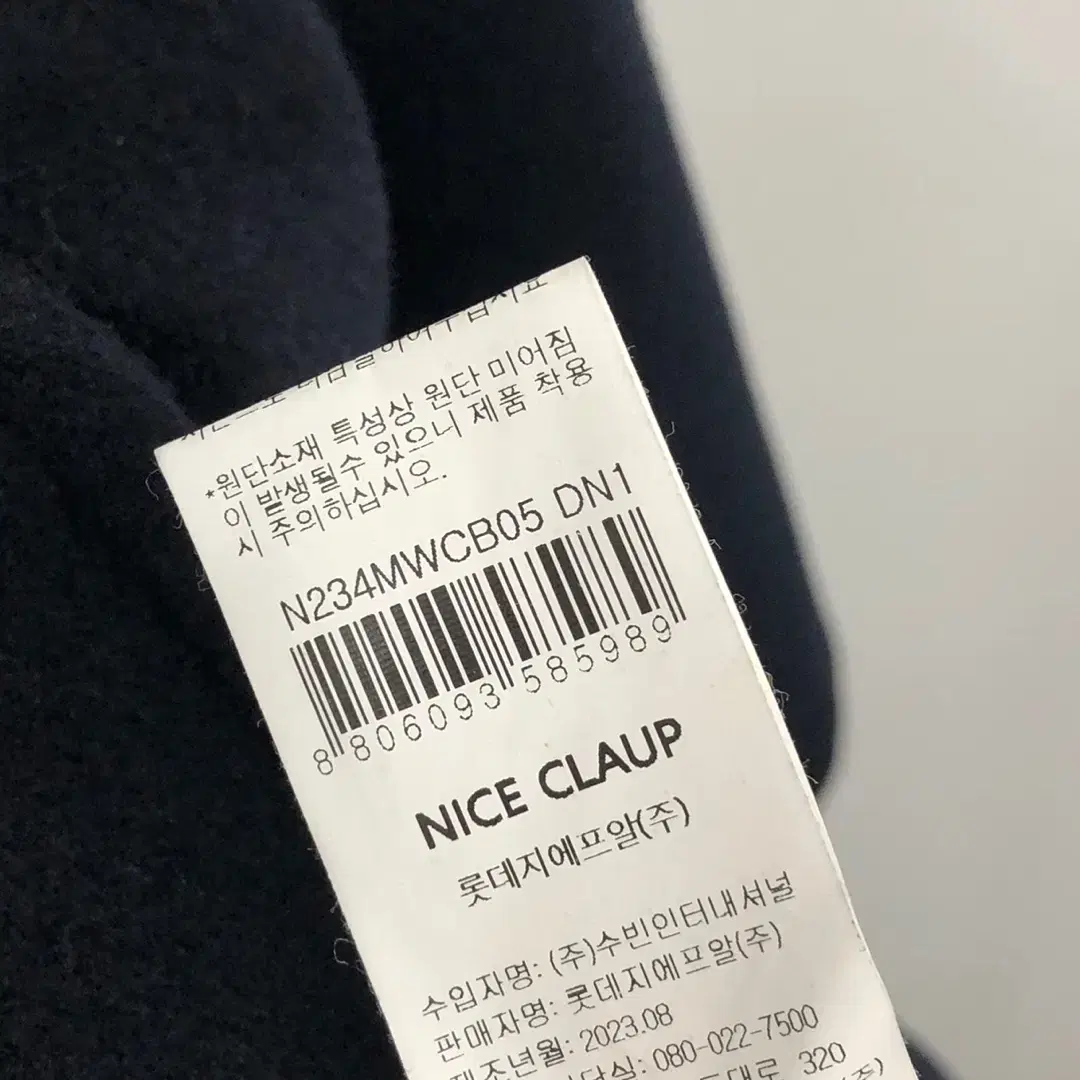 *원단소재 특성상 원단 미어짐
이 발생될수 있으니 제품 착용
시 주의하십시오.
N234MWCB05 DN1
8 806093 585989
NICE CLAUP
롯데지에프알(주)
수입자명: (주)수빈인터내셔널
판매자명: 롯데지에프알(주)
제조년월: 2023.08
080-022-7500
320